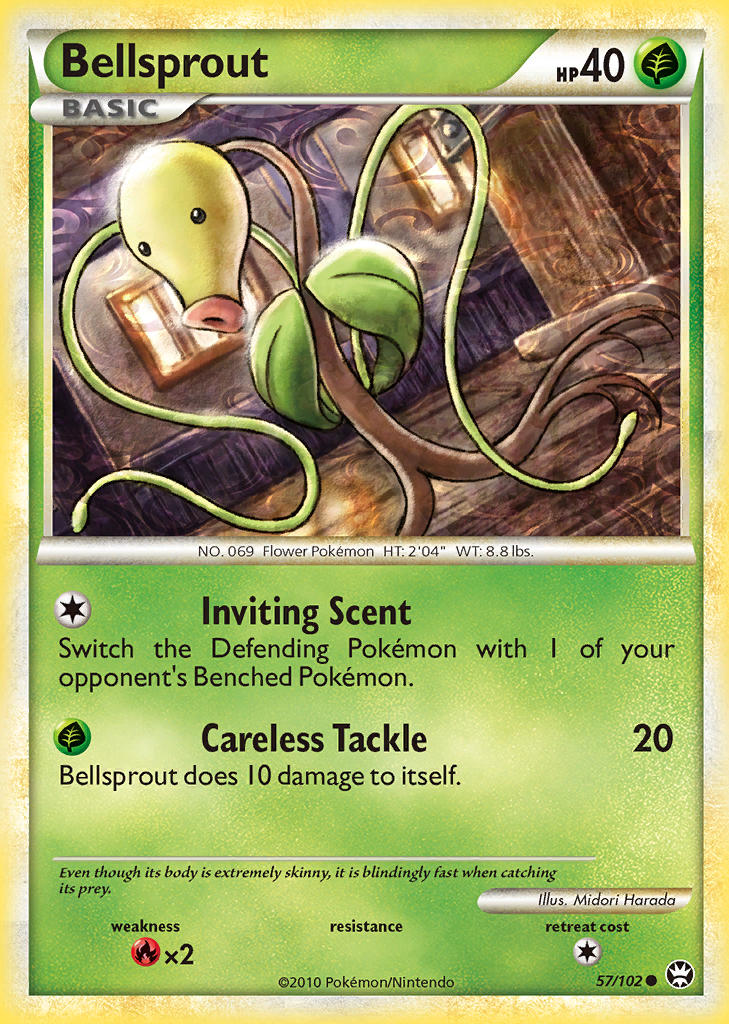 Bellsprout
HP40
BASIC
NO. 069 Flower Pokémon HT: 2'04" WT: 8.8 lbs.
Inviting Scent
Switch the Defending Pokémon with 1 of your
opponent's Benched Pokémon.
Careless Tackle 20
Bellsprout does 10 damage to itself.
Even though its body is extremely skinny, it is blindingly fast when catching
its prey.
Illus. Midori Harada
weakness resistance retreat cost
×2
©2010 Pokémon/Nintendo
57/102